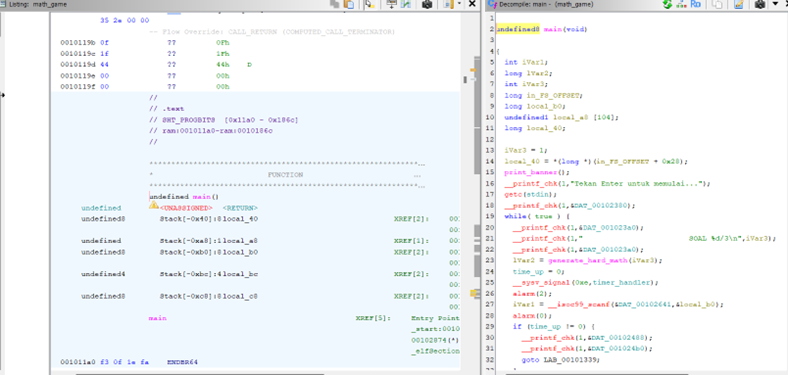 Listing: math_game
35 2e 00 00
-- Flow Override: CALL_RETURN (COMPUTED_CALL_TERMINATOR)
0010119b 0f ?? 0Fh
0010119c 1f ?? 1Fh
0010119d 44 ?? 44h D
0010119e 00 ?? 00h
0010119f 00 ?? 00h
//
// .text
// SHT_PROGBITS [0x11a0 - 0x186c]
// ram:001011a0-ram:0010186c
//
* FUNCTION
undefined main()
undefined <UNASSIGNED> <RETURN>
undefined8 Stack[-0x40]:8 local_40 XREF[2]: 00
undefined Stack[-0xa8]:1 local_a8 XREF[1]: 00
undefined8 Stack[-0xb0]:8 local_b0 XREF[2]: 00
undefined4 Stack[-0xbc]:4 local_bc XREF[2]: 00
undefined8 Stack[-0xc8]:8 local_c8 XREF[2]: 00
main XREF[5]: Entry Point
_start:0010
00102874(*)
_elfSection
001011a0 f3 0f 1e fa ENDBR64
Decompile: main - (math_game)
1
2 undefined8 main(void)
3
4 {
5 int iVar1;
6 long lVar2;
7 int iVar3;
8 long in_FS_OFFSET;
9 long local_b0;
10 undefined1 local_a8 [104];
11 long local_40;
12
13 iVar3 = 1;
14 local_40 = *(long *)(in_FS_OFFSET + 0x28);
15 print_banner();
16 __printf_chk(1,"Tekan Enter untuk memulai...");
17 getc(stdin);
18 __printf_chk(1,&DAT_00102380);
19 while( true ) {
20 __printf_chk(1,&DAT_001023a0);
21 __printf_chk(1," SOAL %d/3\n",iVar3);
22 __printf_chk(1,&DAT_001023a0);
23 lVar2 = generate_hard_math(iVar3);
24 time_up = 0;
25 __sysv_signal(0xe,timer_handler);
26 alarm(2);
27 iVar1 = __isoc99_scanf(&DAT_00102641,&local_b0);
28 alarm(0);
29 if (time_up != 0) {
30 __printf_chk(1,&DAT_00102488);
31 __printf_chk(1,&DAT_001024b0);
32 goto LAB_00101339;